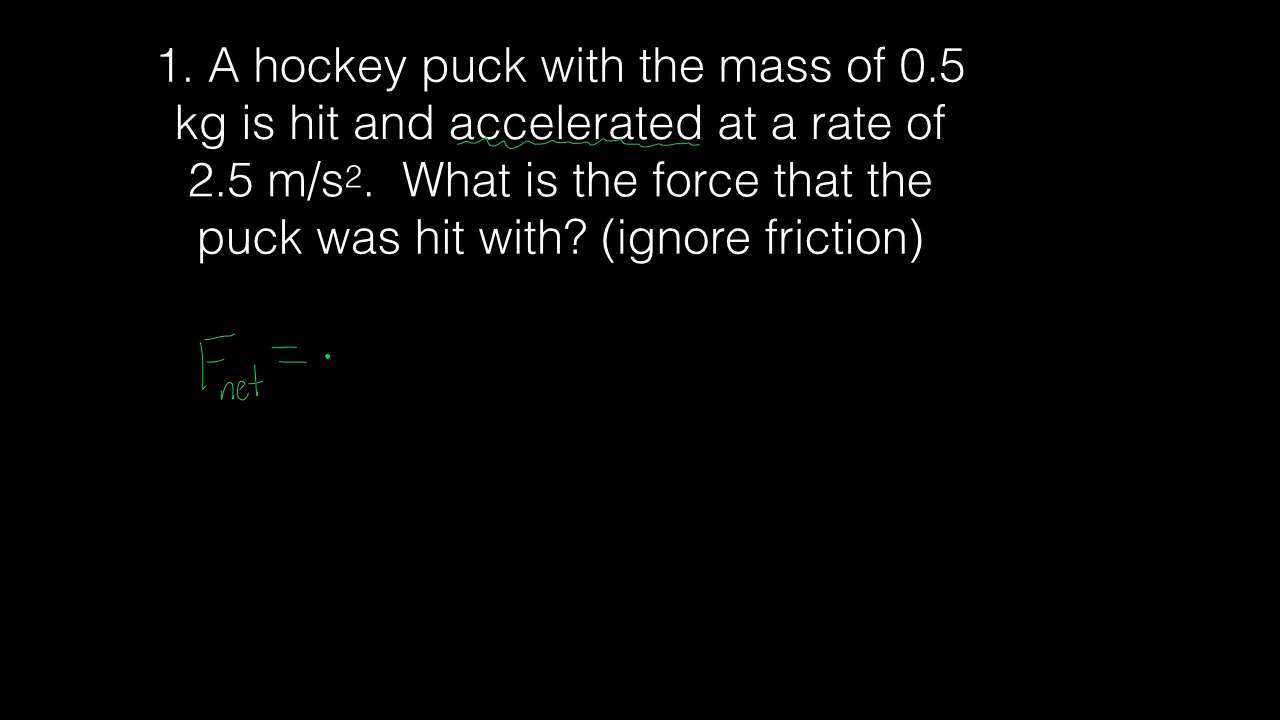 1. A hockey puck with the mass of 0.5
kg is hit and accelerated at a rate of
2.5 m/s². What is the force that the
puck was hit with? (ignore friction)
F_net = .